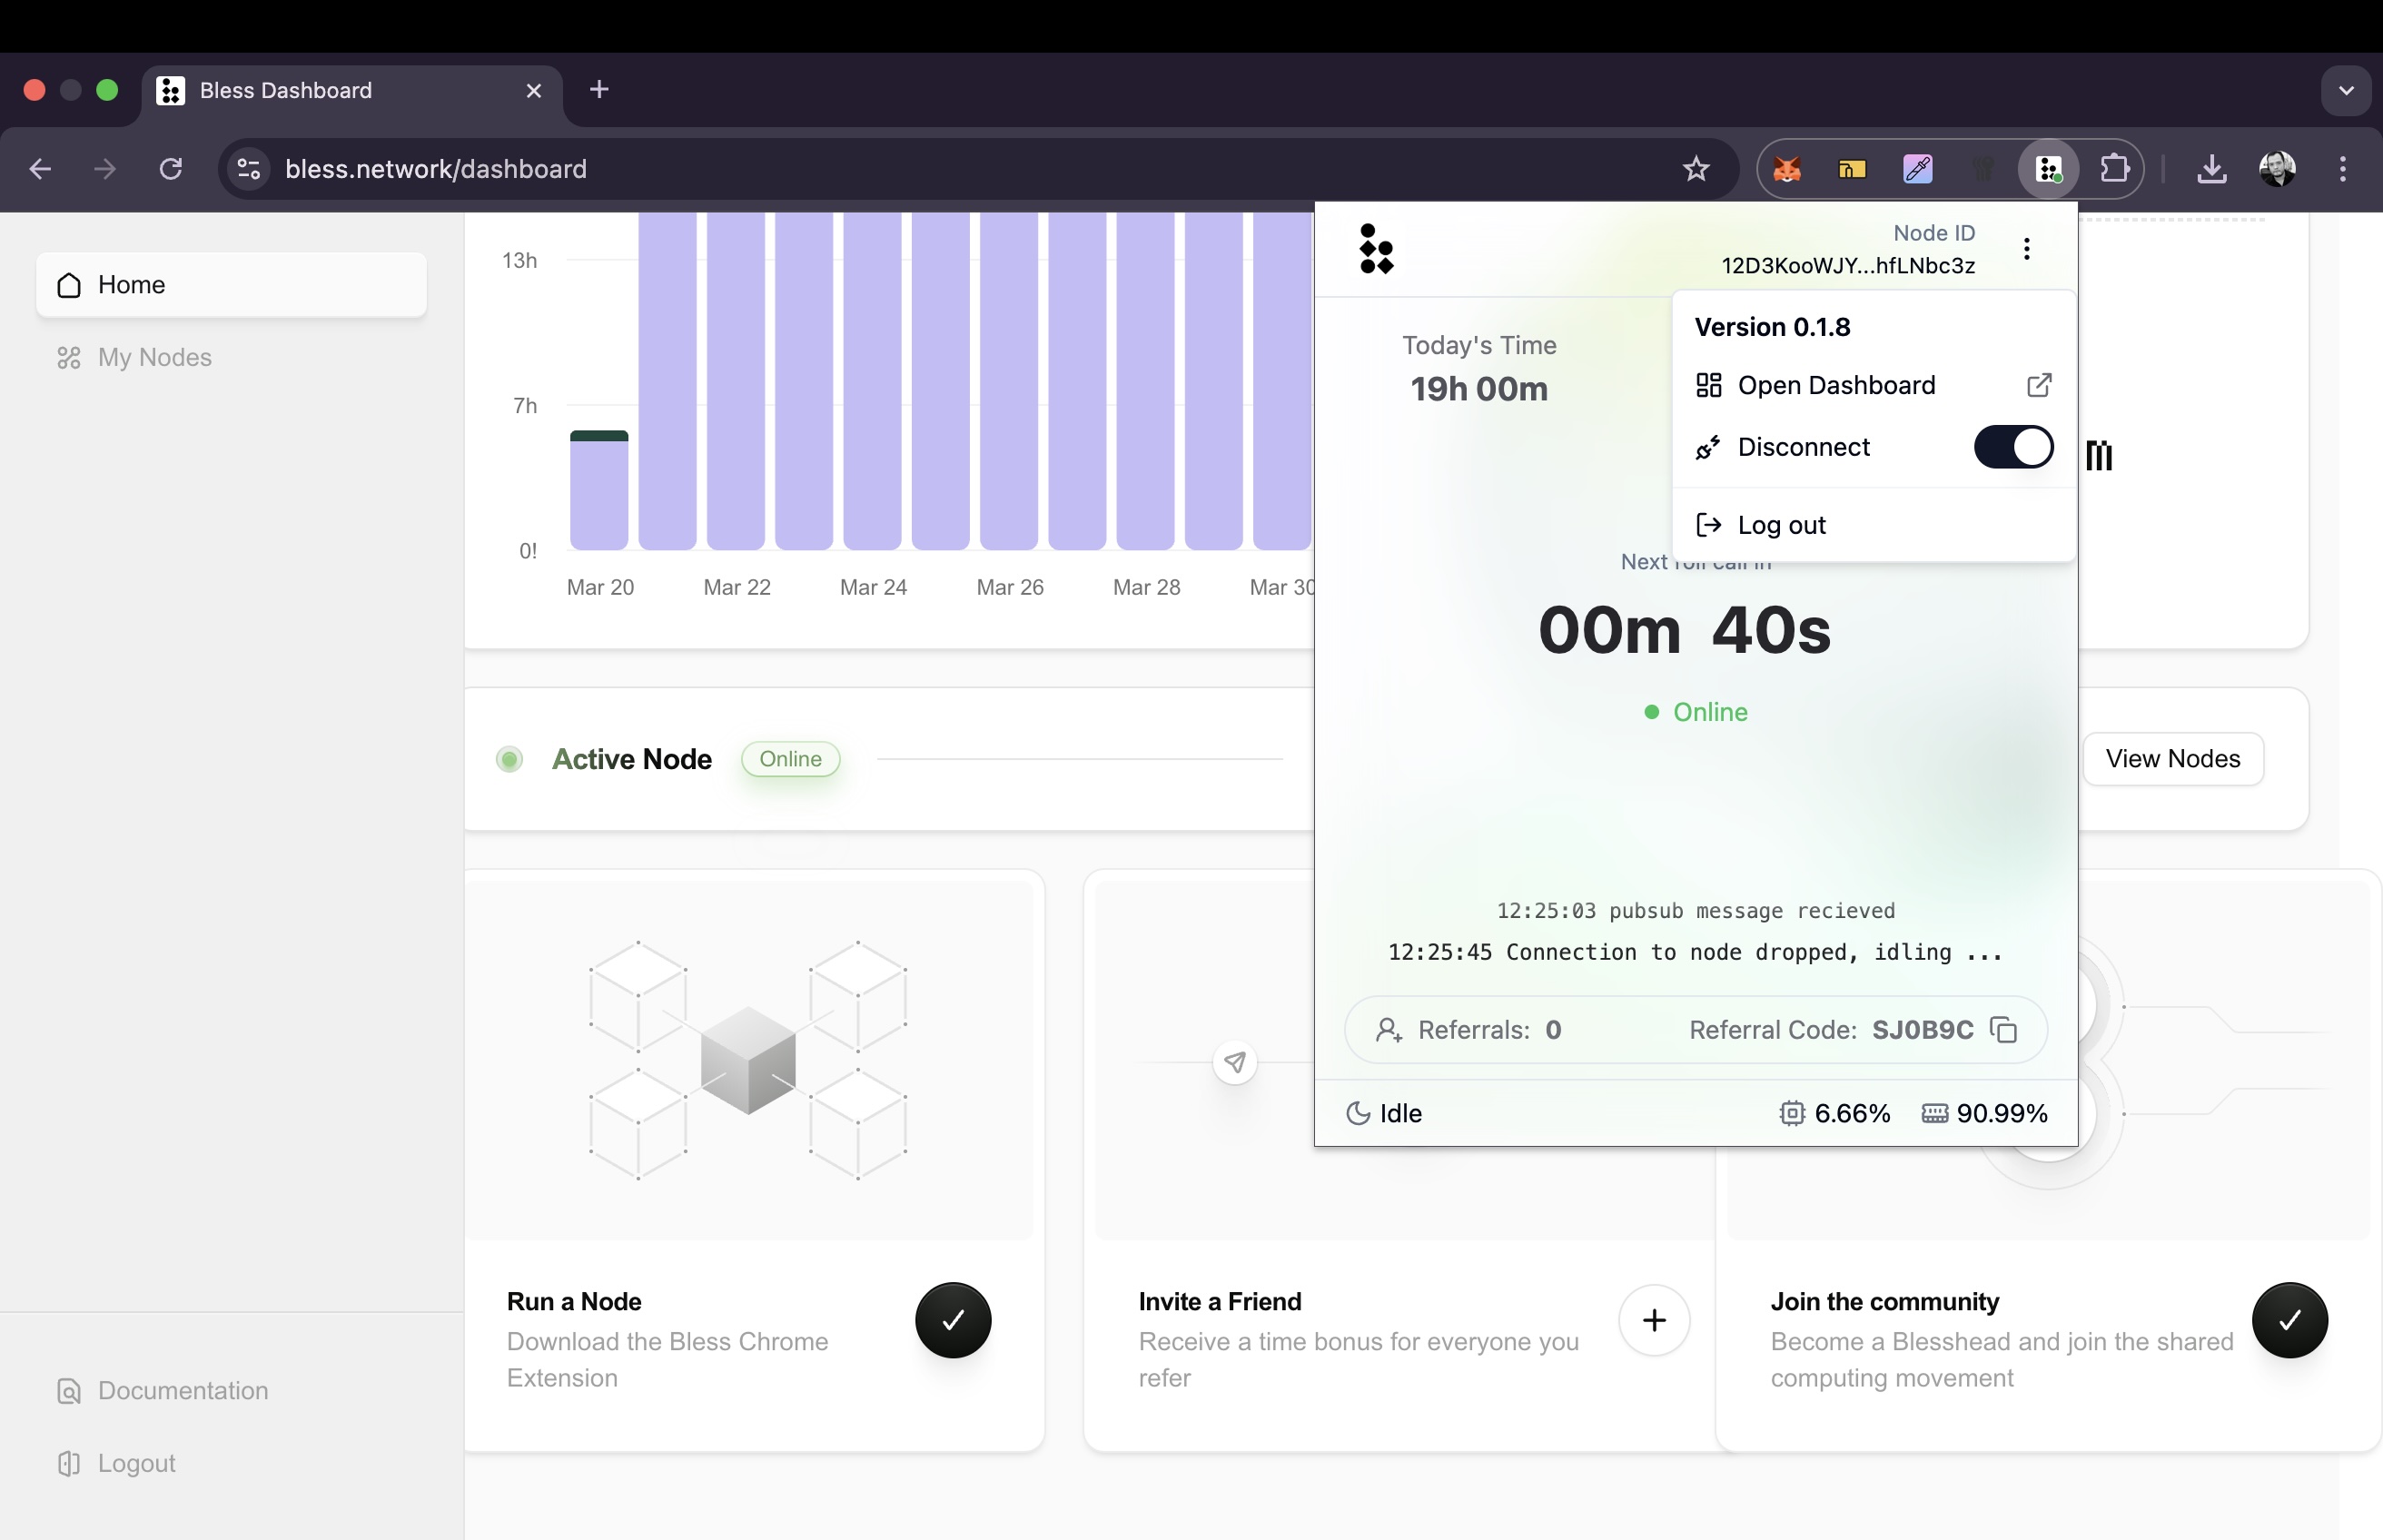 Bless Dashboard
bless.network/dashboard
Home
My Nodes
Documentation
Logout
13h
7h
0!
Mar 20
Mar 22
Mar 24
Mar 26
Mar 28
Mar 30
Active Node
Online
View Nodes
Run a Node
Download the Bless Chrome
Extension
Invite a Friend
Receive a time bonus for everyone you
refer
Join the community
Become a Blesshead and join the shared
computing movement
Node ID
12D3KooWJY...hfLNbc3z
Version 0.1.8
Open Dashboard
Disconnect
Log out
Today's Time
19h 00m
Next roll call in
00m 40s
Online
12:25:03 pubsub message recieved
12:25:45 Connection to node dropped, idling ...
Referrals: 0
Referral Code: SJ0B9C
Idle
6.66%
90.99%